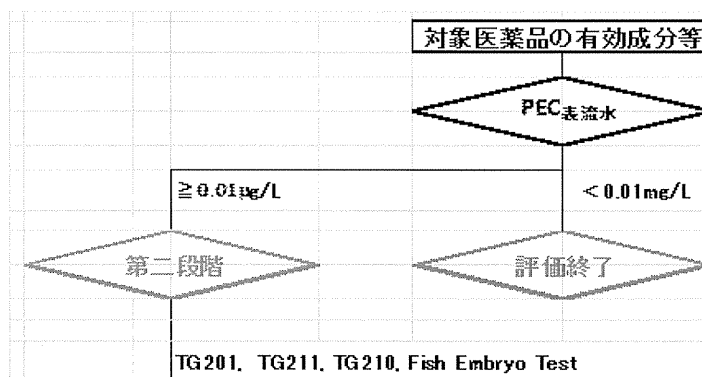 対象医薬品の有効成分等
PEC表流水
≧0.01μg/L
<0.01mg/L
第二段階
評価終了
TG201, TG211, TG210, Fish Embryo Test